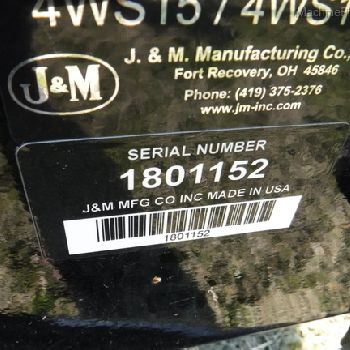 4WS15 / 4WS1
J. & M. Manufacturing Co.,
Fort Recovery, OH 45846
J&M
Phone: (419) 375-2376
www.jm-inc.com
SERIAL NUMBER
1801152
J&M MFG CO INC MADE IN USA
1801152